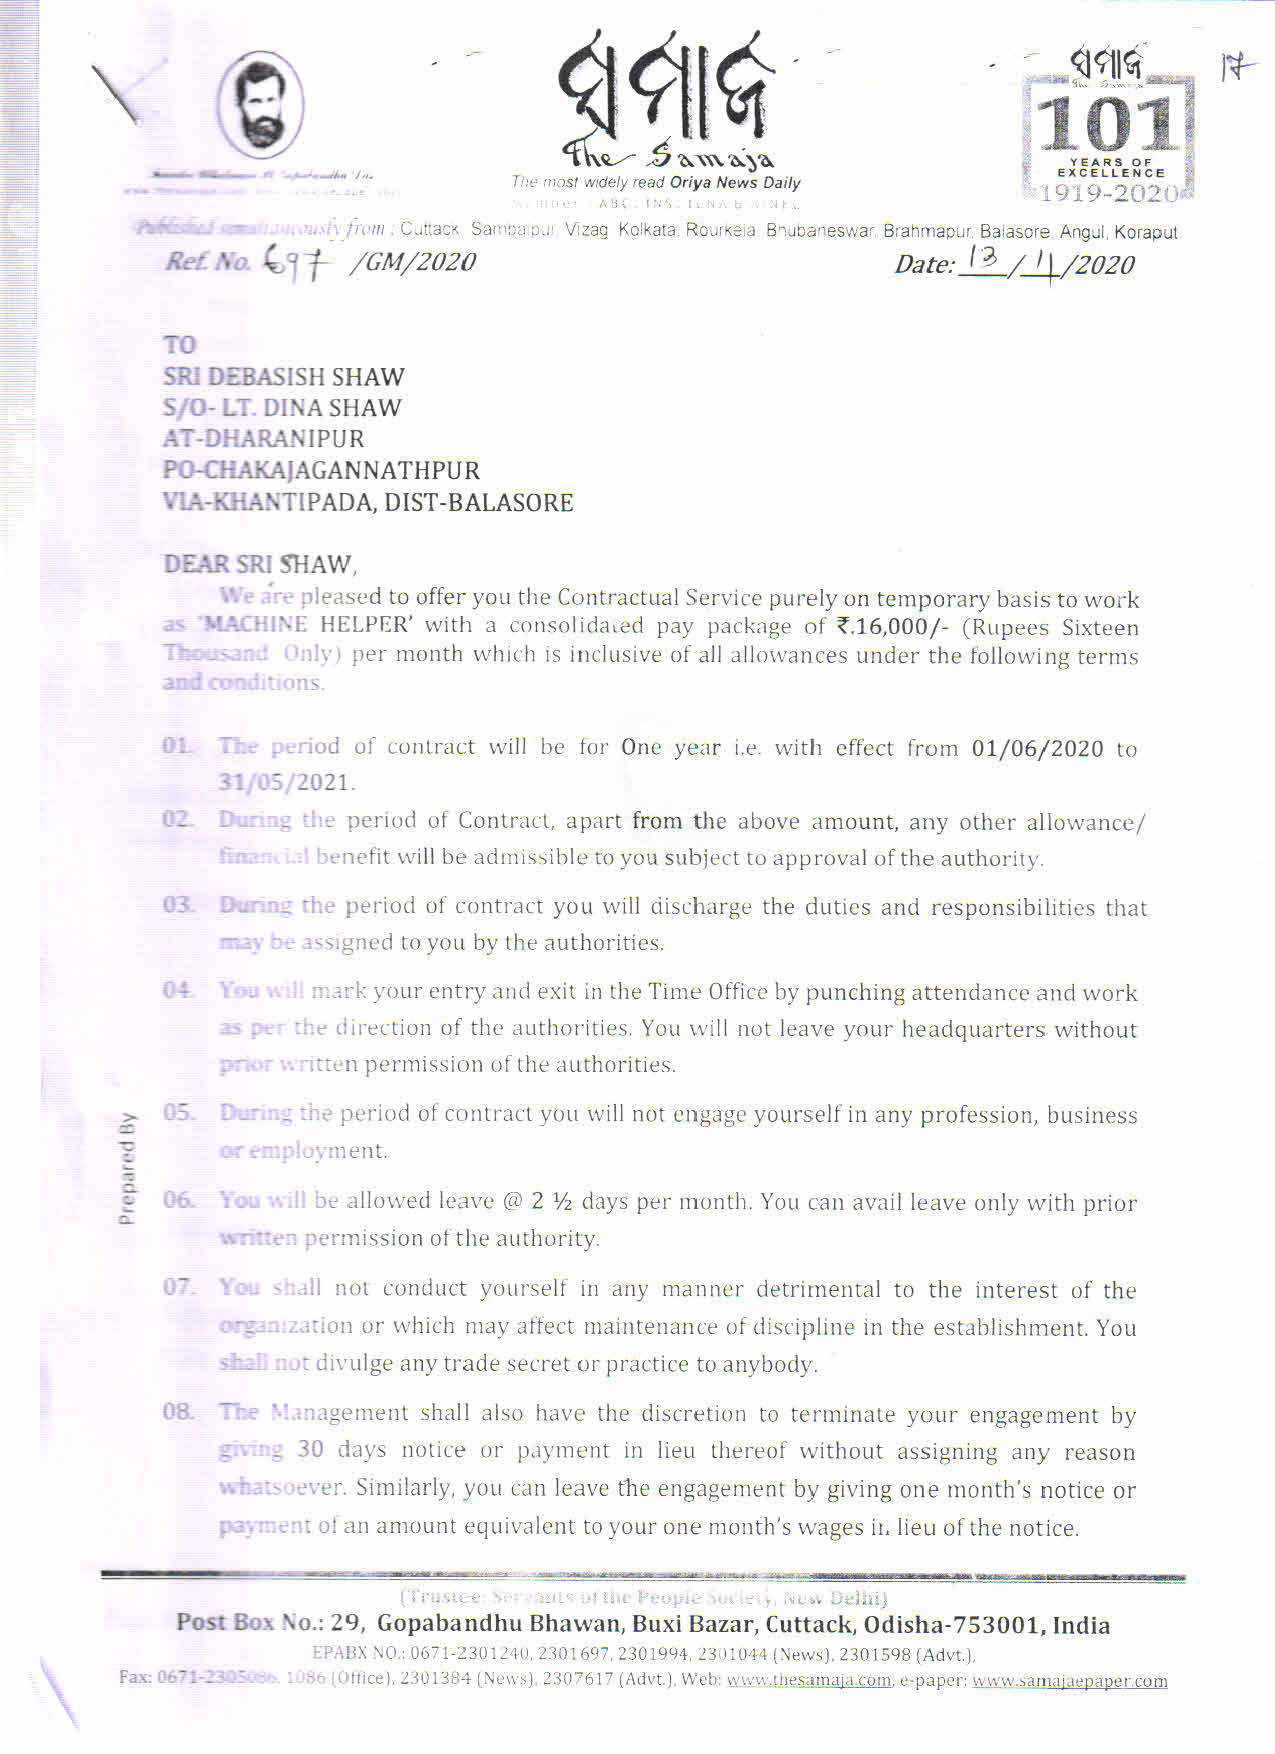 ସମାଜ
The Samaja
The most widely read Oriya News Daily
ସମାଜ
The Samaja
101
YEARS OF
EXCELLENCE
1919-2020
17
Published simultaneously from : Cuttack, Sambalpur, Vizag, Kolkata, Rourkela, Bhubaneswar, Brahmapur, Balasore, Angul, Koraput
Ref. No. 697 /GM/2020
Date: 13 / 11 /2020
TO
SRI DEBASISH SHAW
S/O- LT. DINA SHAW
AT-DHARANIPUR
PO-CHAKAJAGANNATHPUR
VIA-KHANTIPADA, DIST-BALASORE
DEAR SRI SHAW,
We are pleased to offer you the Contractual Service purely on temporary basis to work
as 'MACHINE HELPER' with a consolidated pay package of ₹.16,000/- (Rupees Sixteen
Thousand Only) per month which is inclusive of all allowances under the following terms
and conditions.
01. The period of contract will be for One year i.e. with effect from 01/06/2020 to
31/05/2021.
02. During the period of Contract, apart from the above amount, any other allowance/
financial benefit will be admissible to you subject to approval of the authority.
03. During the period of contract you will discharge the duties and responsibilities that
may be assigned to you by the authorities.
04. You will mark your entry and exit in the Time Office by punching attendance and work
as per the direction of the authorities. You will not leave your headquarters without
prior written permission of the authorities.
05. During the period of contract you will not engage yourself in any profession, business
or employment.
06. You will be allowed leave @ 2 ½ days per month. You can avail leave only with prior
written permission of the authority.
07. You shall not conduct yourself in any manner detrimental to the interest of the
organization or which may affect maintenance of discipline in the establishment. You
shall not divulge any trade secret or practice to anybody.
08. The Management shall also have the discretion to terminate your engagement by
giving 30 days notice or payment in lieu thereof without assigning any reason
whatsoever. Similarly, you can leave the engagement by giving one month's notice or
payment of an amount equivalent to your one month's wages in lieu of the notice.
Prepared By
(Trustee: Servants of the People Society, New Delhi)
Post Box No.: 29, Gopabandhu Bhawan, Buxi Bazar, Cuttack, Odisha-753001, India
EPABX NO.: 0671-2301240, 2301697, 2301994, 2301044 (News), 2301598 (Advt.),
Fax: 0671-2305086, 1086 (Office), 2301384 (News), 2307617 (Advt.), Web: www.thesamaja.com, e-paper: www.samajaepaper.com